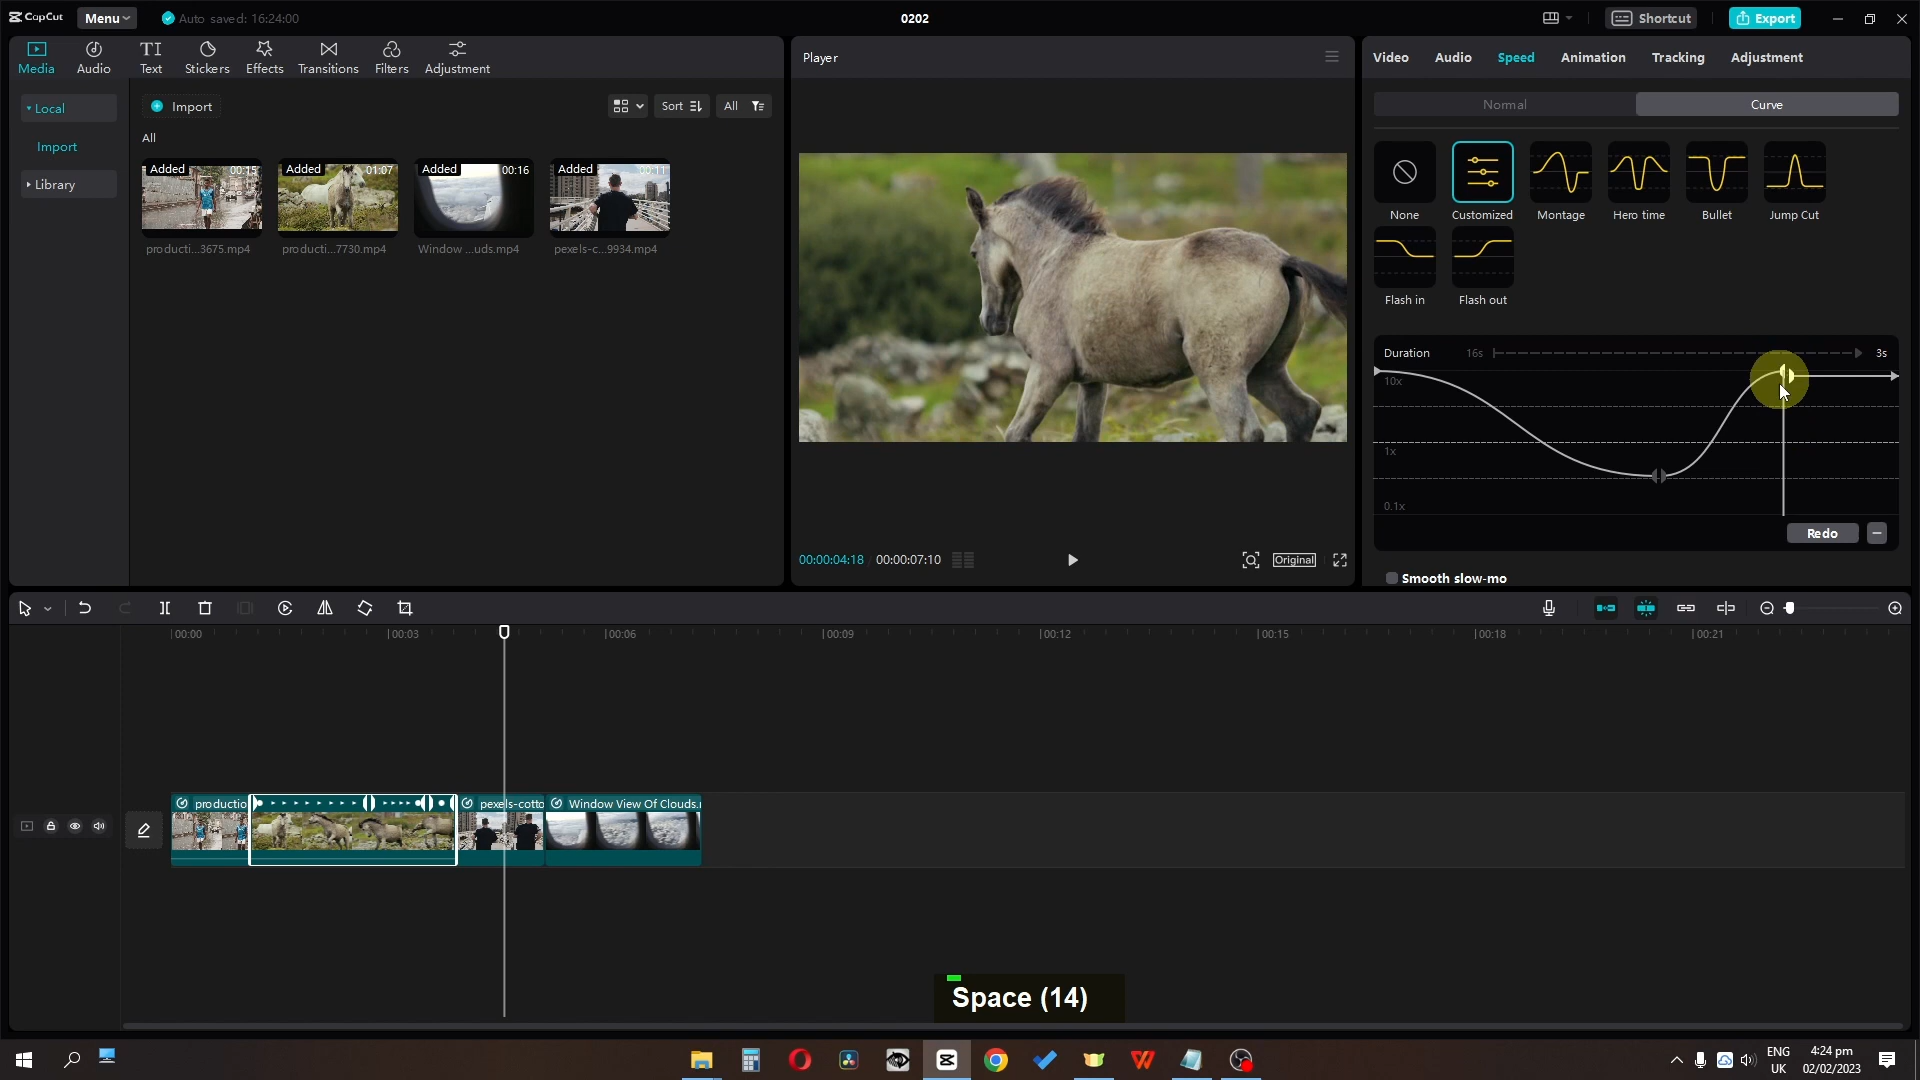 CapCut
Menu
Auto saved: 16:24:00
0202
Shortcut
Export
Media
Audio
Text
Stickers
Effects
Transitions
Filters
Adjustment
Local
Import
Library
Import
Sort
All
All
Added
00:15
producti...3675.mp4
Added
01:07
producti...7730.mp4
Added
00:16
Window ...uds.mp4
Added
00:11
pexels-c...9934.mp4
Player
00:00:04:18
00:00:07:10
Original
Video
Audio
Speed
Animation
Tracking
Adjustment
Normal
Curve
None
Customized
Montage
Hero time
Bullet
Jump Cut
Flash in
Flash out
Duration
16s
3s
10x
1x
0.1x
Redo
Smooth slow-mo
00:00
00:03
00:06
00:09
00:12
00:15
00:18
00:21
productio
pexels-cotto
Window View Of Clouds.
Space (14)
ENG
UK
4:24 pm
02/02/2023